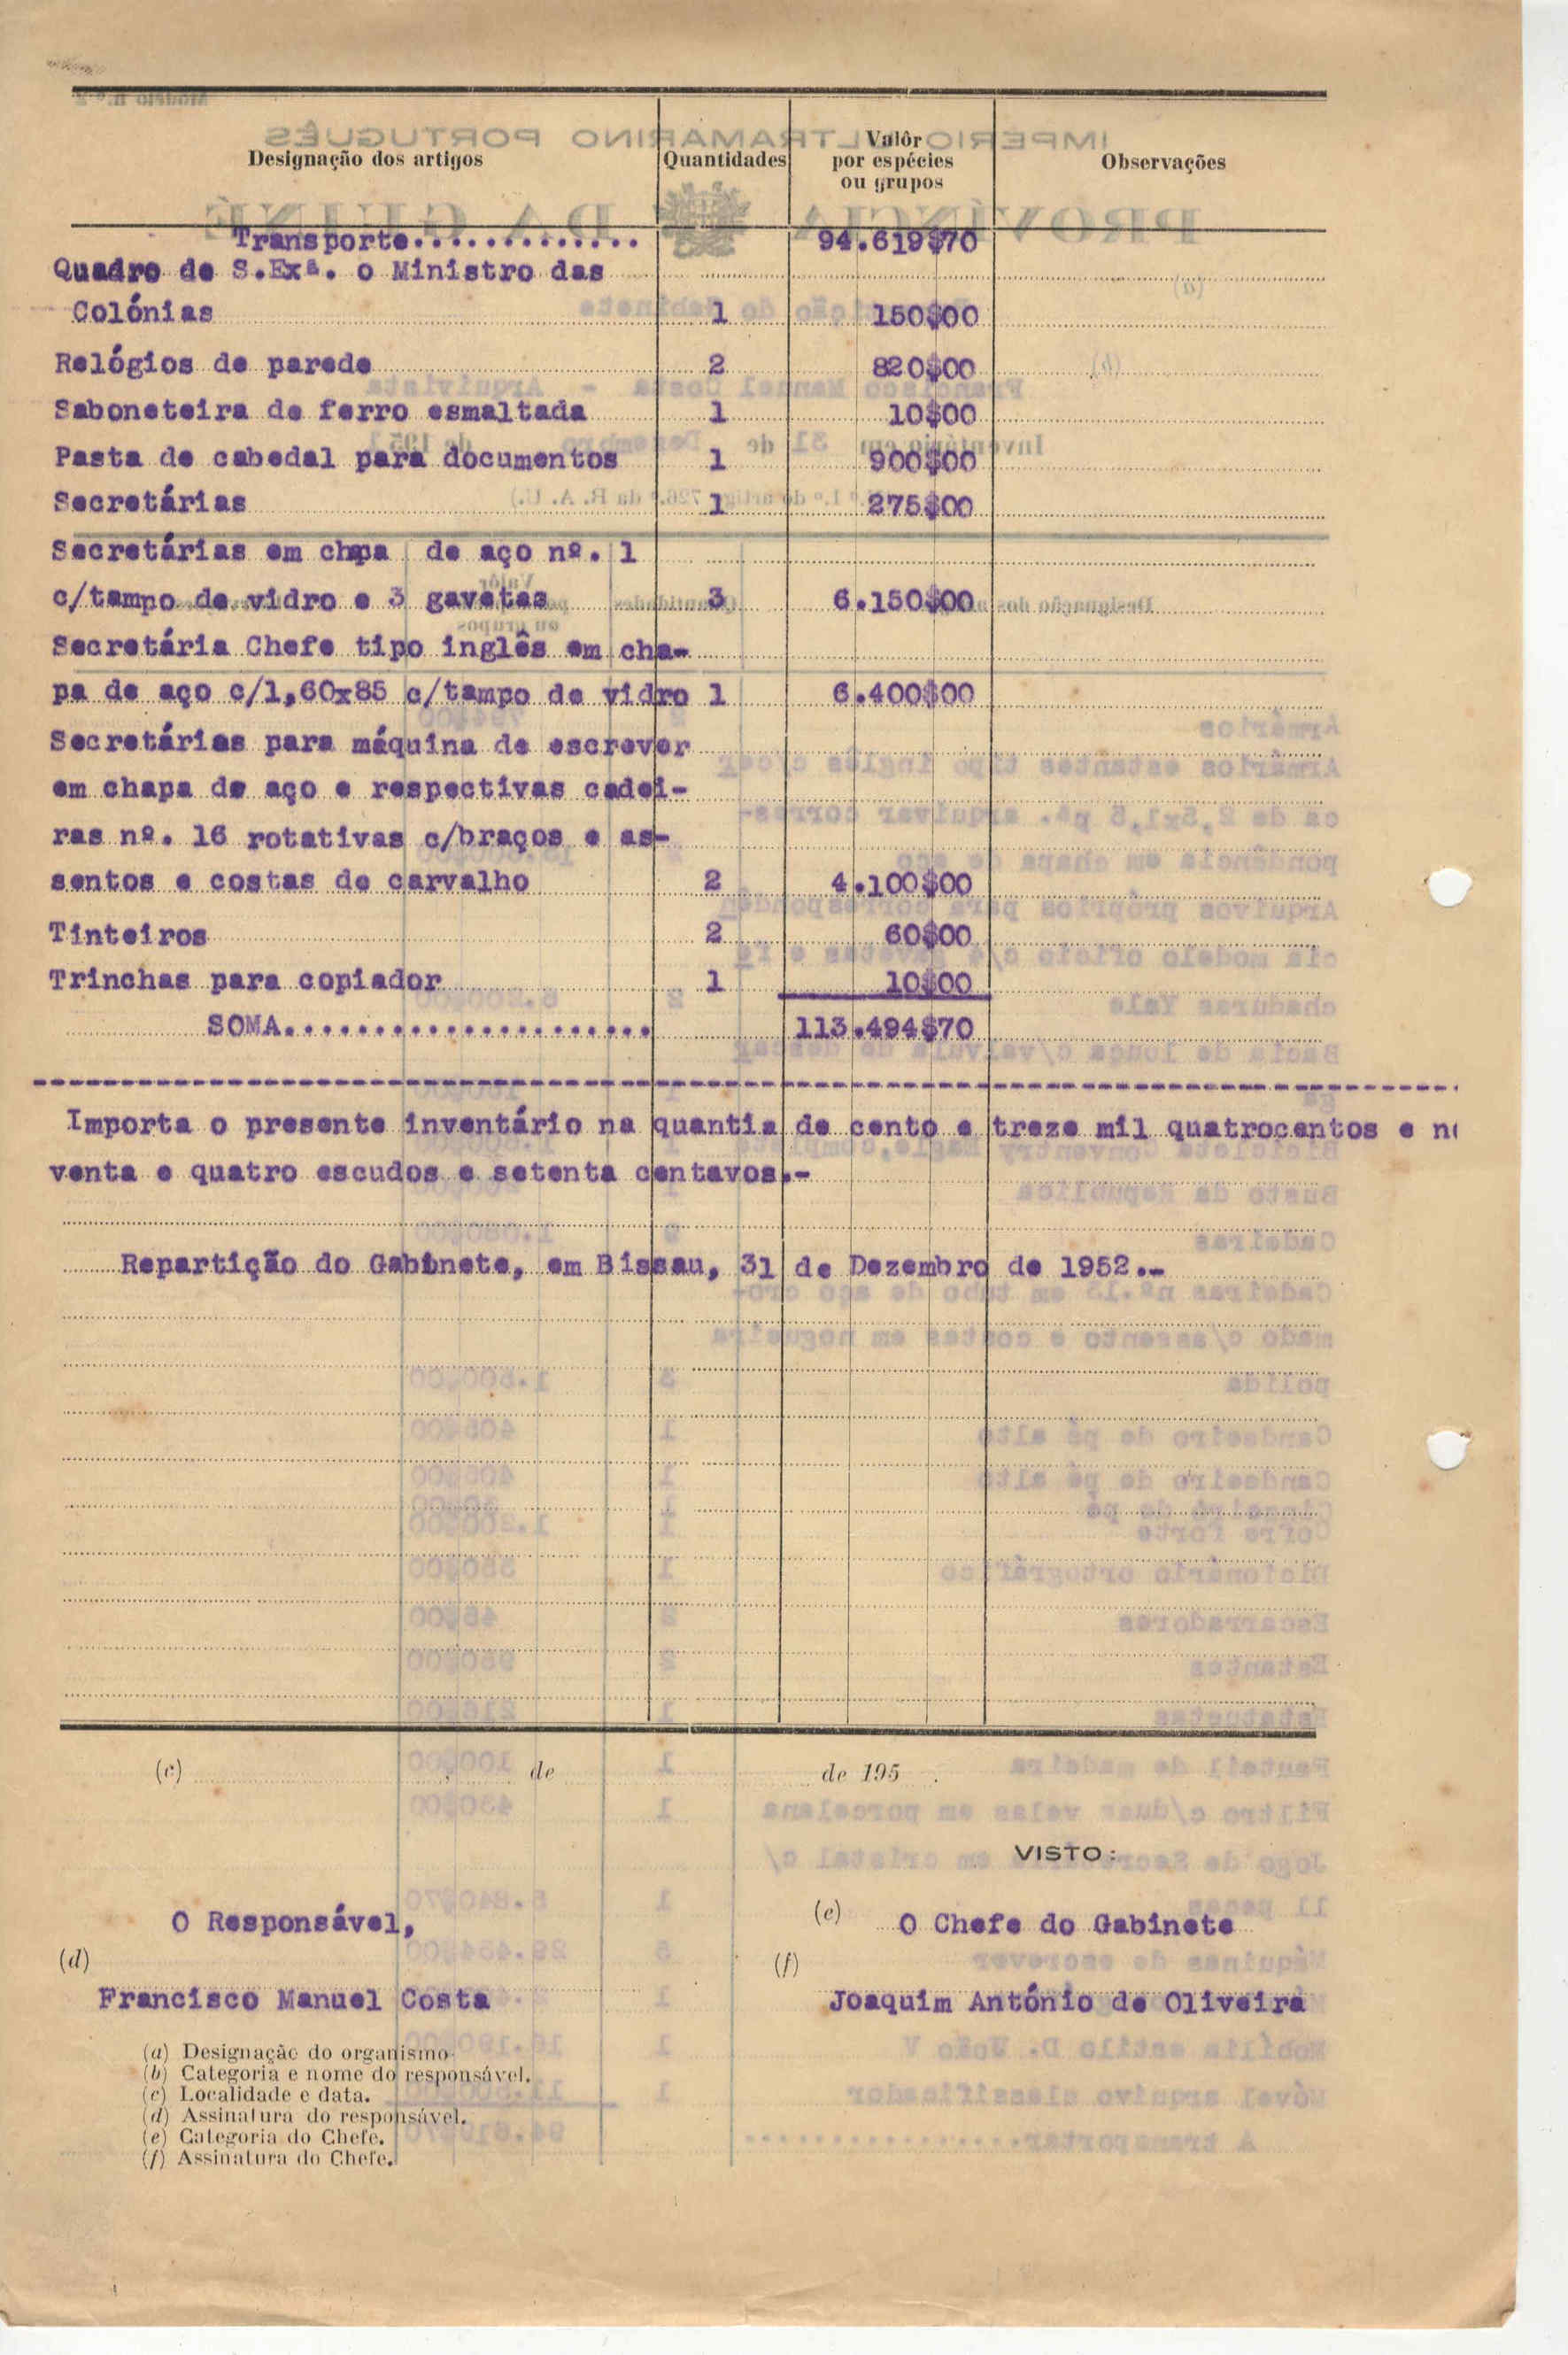 Designação dos artigos Quantidades Valôr por espécies ou grupos Observações
Transporte............. 94.619$70
Quadro de S.Exª. o Ministro das
Colónias 1 150$00
Relógios de parede 2 820$00
Saboneteira de ferro esmaltada 1 10$00
Pasta de cabedal para documentos 1 900$00
Secretárias 1 275$00
Secretárias em chpa de aço nº. 1
c/tampo de vidro e 3 gavetas 3 6.150$00
Secretária Chefe tipo inglês em cha-
pa de aço c/1,60x85 c/tampo de vidro 1 6.400$00
Secretárias para máquina de escrever
em chapa de aço e respectivas cadei-
ras nº. 16 rotativas c/braços e as-
sentos e costas de carvalho 2 4.100$00
Tinteiros 2 60$00
Trinchas para copiador 1 10$00
SOMA..................... 113.494$70
Importa o presente inventário na quantia de cento e treze mil quatrocentos e no
venta e quatro escudos e setenta centavos.-
Repartição do Gabinete, em Bissau, 31 de Dezembro de 1952.-
(c) , de de 195 .
VISTO:
O Responsável,
(e) O Chefe do Gabinete
(d)
(f)
Francisco Manuel Costa
Joaquim António de Oliveira
(a) Designação do organismo.
(b) Categoria e nome do responsável.
(c) Localidade e data.
(d) Assinatura do responsável.
(e) Categoria do Chefe.
(f) Assinatura do Chefe.